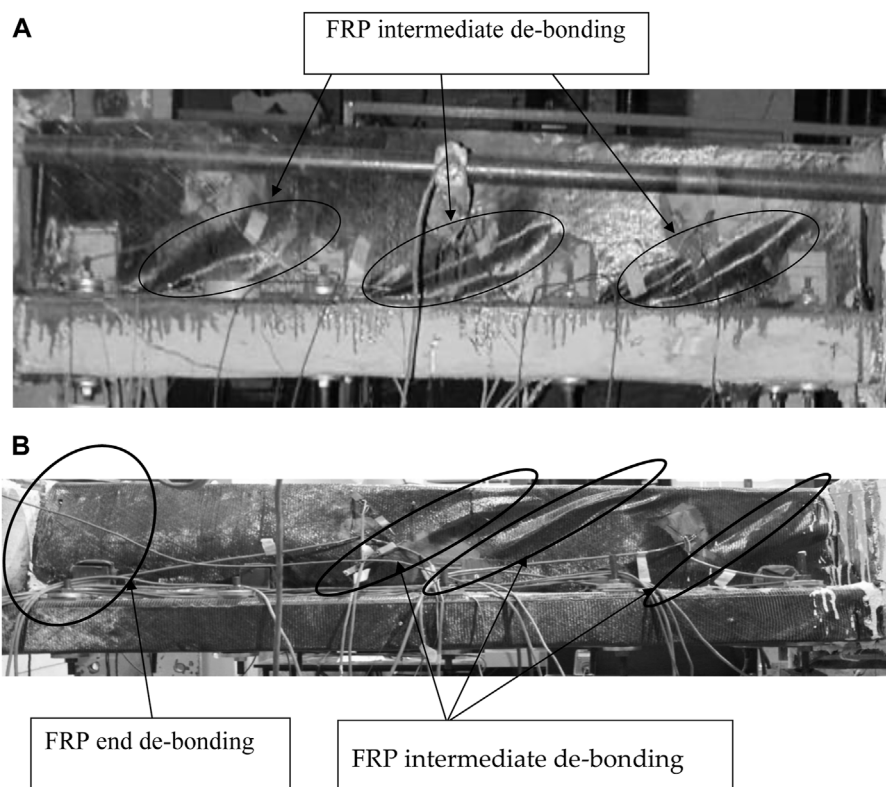 A
FRP intermediate de-bonding
B
FRP end de-bonding
FRP intermediate de-bonding